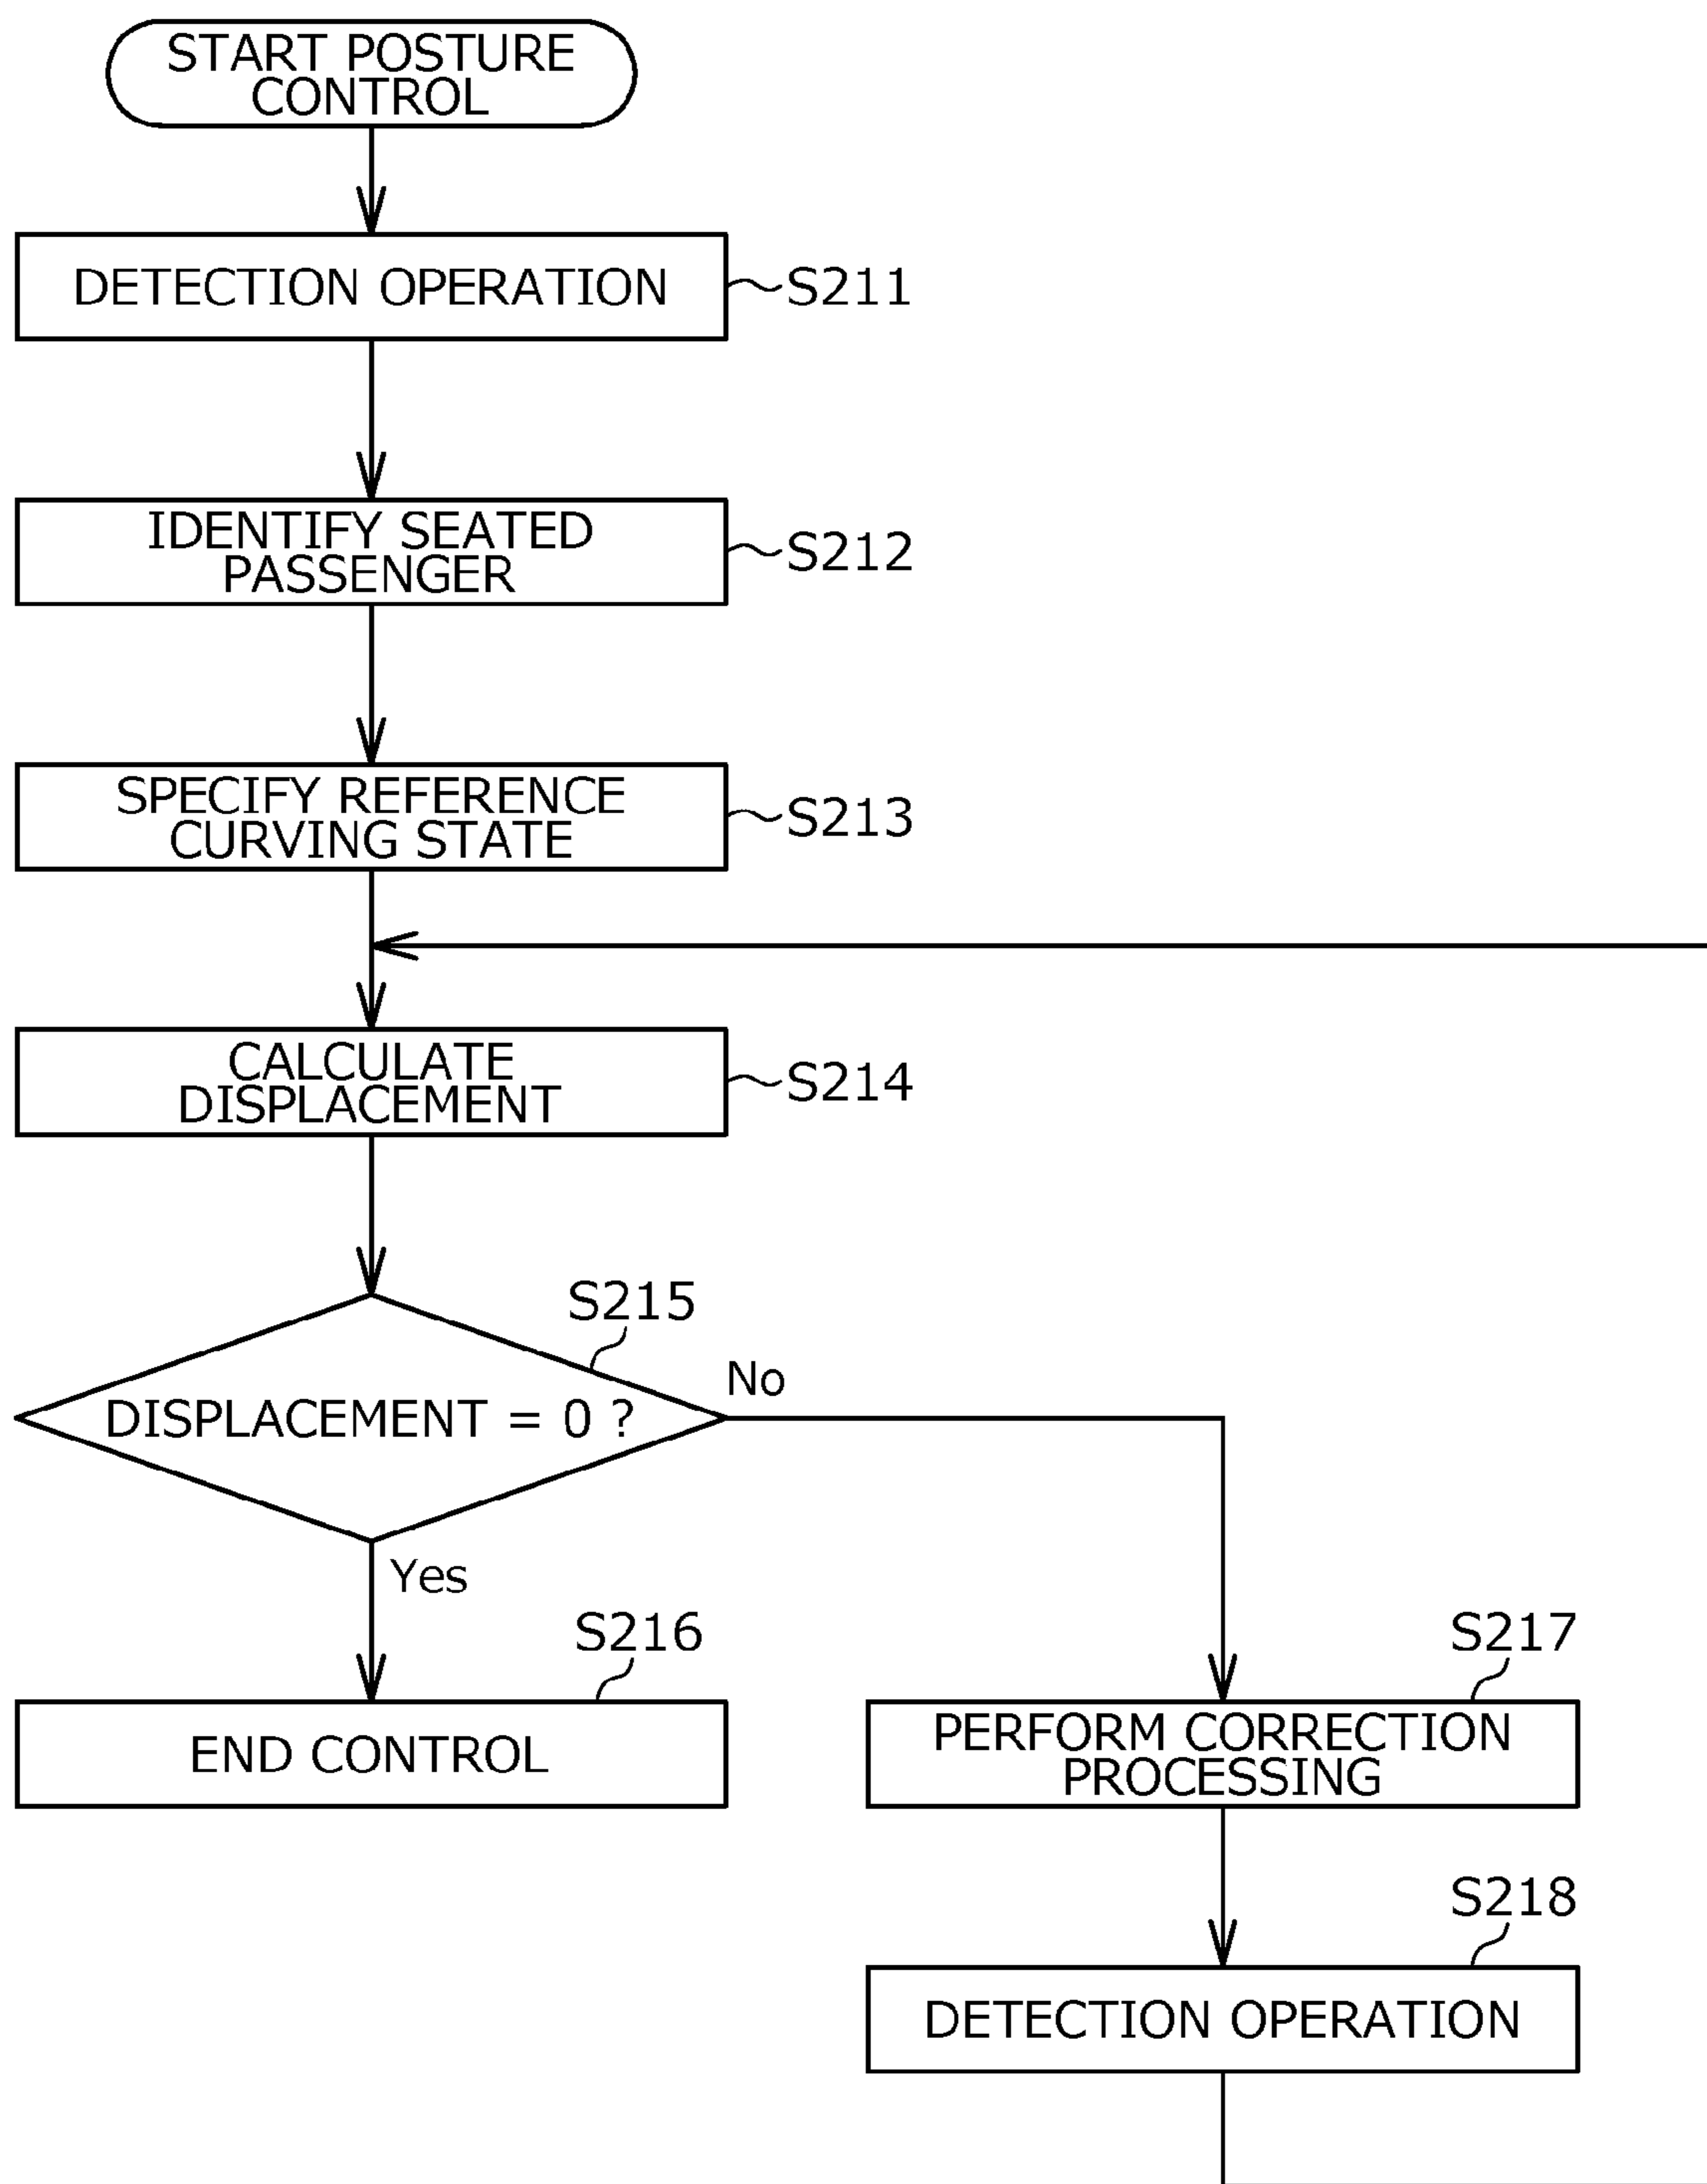 START POSTURE
CONTROL
DETECTION OPERATION
S211
IDENTIFY SEATED
PASSENGER
S212
SPECIFY REFERENCE
CURVING STATE
S213
CALCULATE
DISPLACEMENT
S214
S215
DISPLACEMENT = 0 ?
No
Yes
S216
END CONTROL
S217
PERFORM CORRECTION
PROCESSING
S218
DETECTION OPERATION